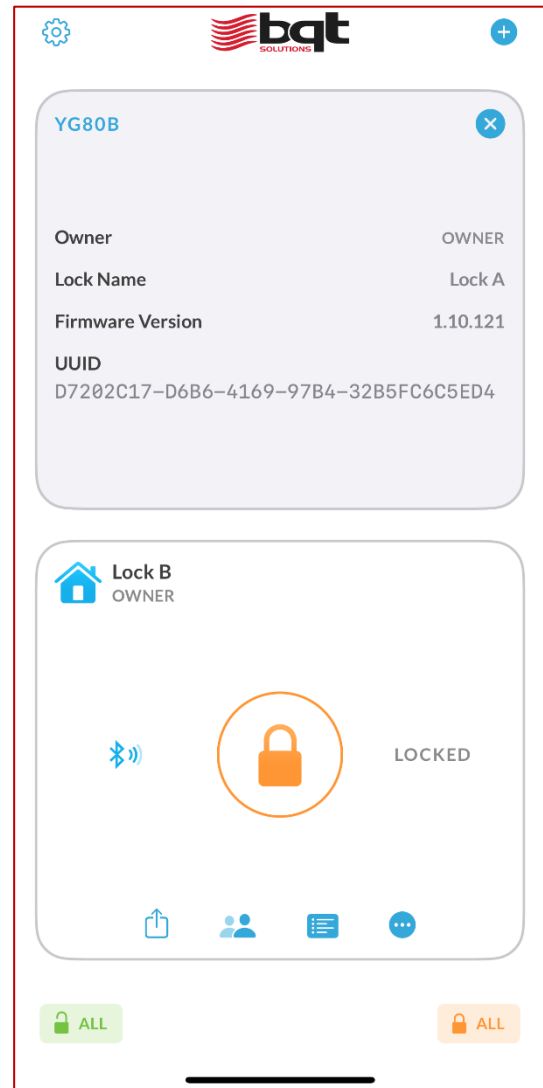 bqt
SOLUTIONS
YG80B
Owner OWNER
Lock Name Lock A
Firmware Version 1.10.121
UUID
D7202C17-D6B6-4169-97B4-32B5FC6C5ED4
Lock B
OWNER
LOCKED
ALL ALL